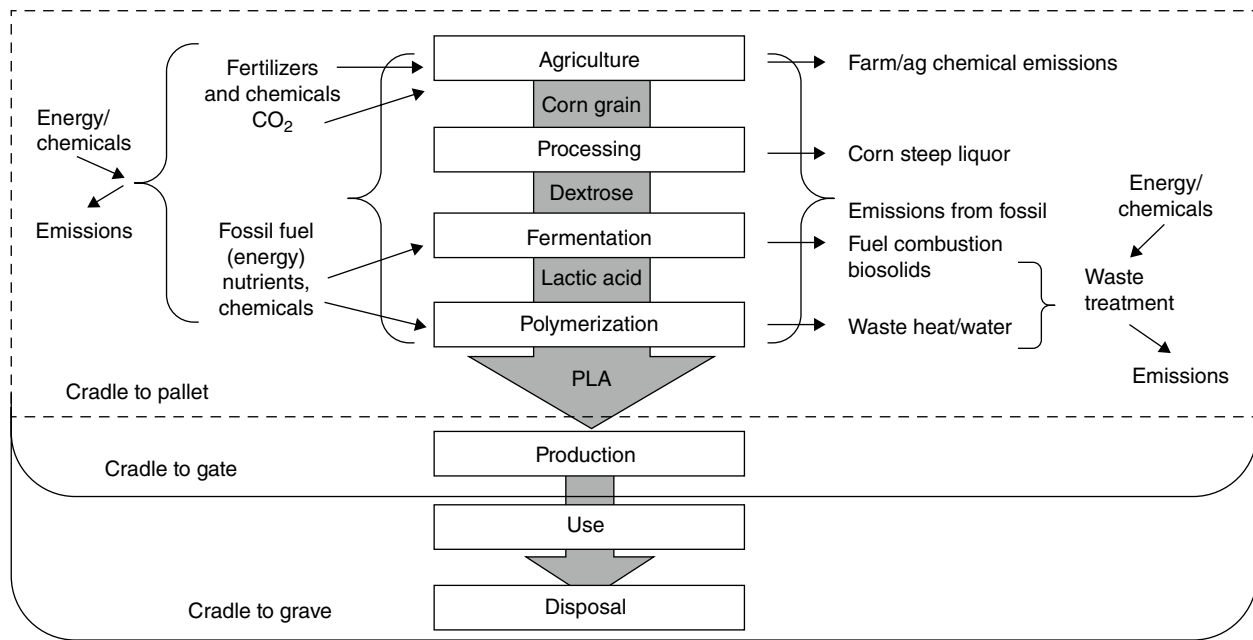 Energy/
chemicals
Emissions
Fertilizers
and chemicals
CO₂
Fossil fuel
(energy)
nutrients,
chemicals
Agriculture
Corn grain
Processing
Dextrose
Fermentation
Lactic acid
Polymerization
PLA
Farm/ag chemical emissions
Corn steep liquor
Emissions from fossil
Fuel combustion
biosolids
Waste heat/water
Energy/
chemicals
Waste
treatment
Emissions
Cradle to pallet
Production
Cradle to gate
Use
Cradle to grave
Disposal